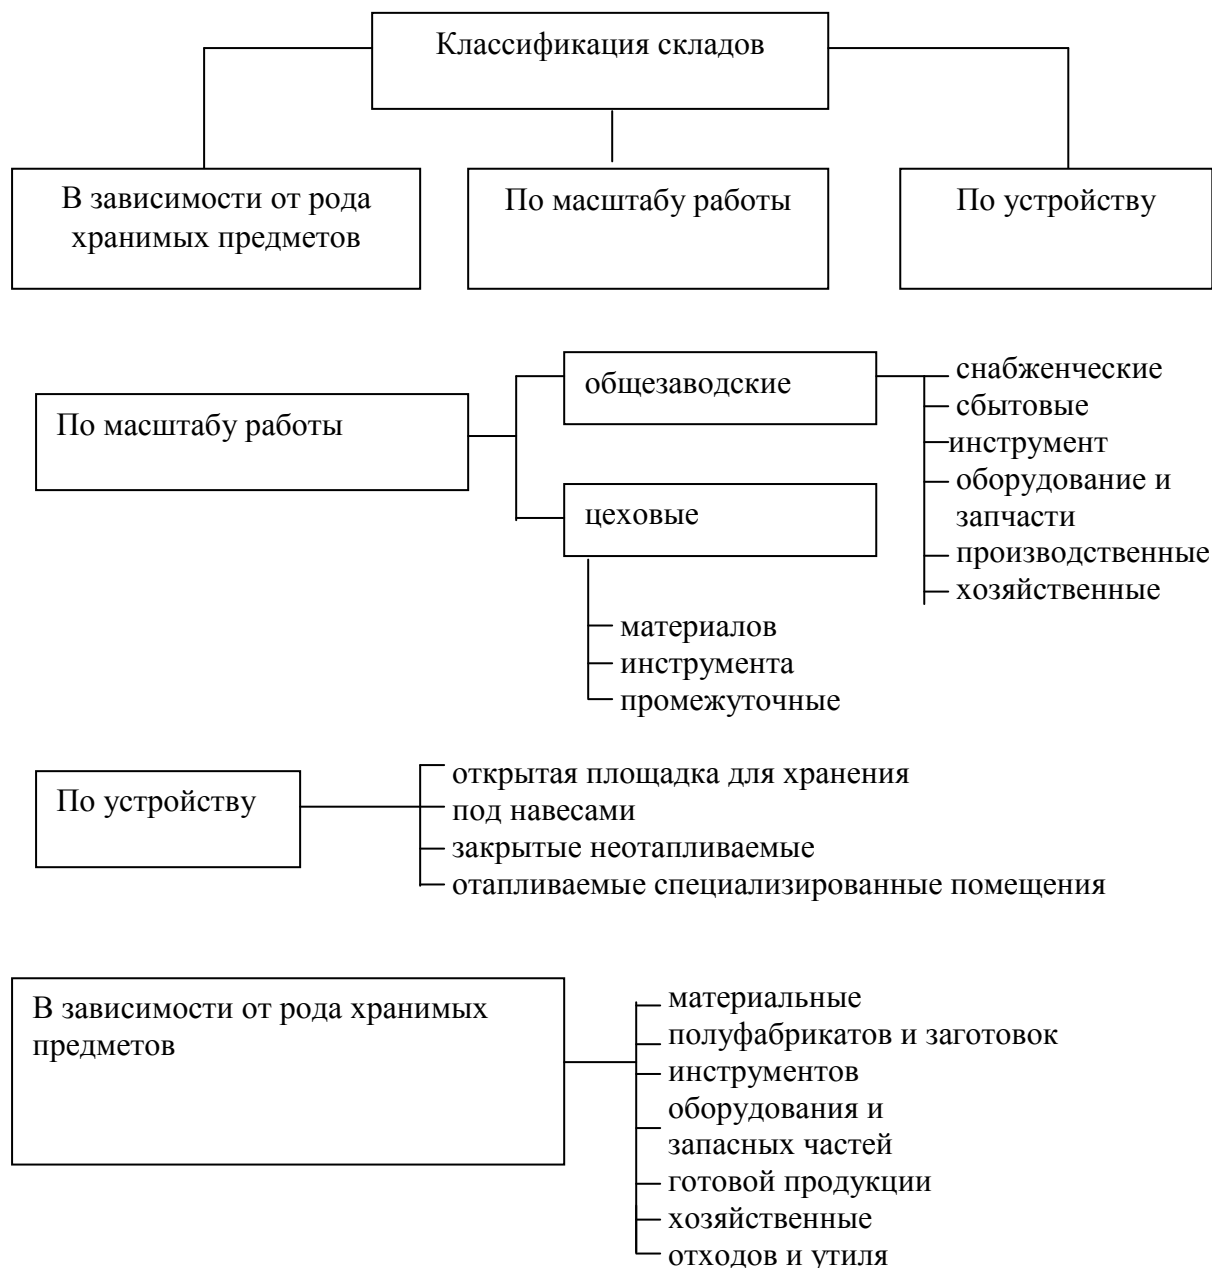 Классификация складов
В зависимости от рода
хранимых предметов
По масштабу работы
По устройству
По масштабу работы
общезаводские
цеховые
снабженческие
сбытовые
инструмент
оборудование и
запчасти
производственные
хозяйственные
материалов
инструмента
промежуточные
По устройству
открытая площадка для хранения
под навесами
закрытые неотапливаемые
отапливаемые специализированные помещения
В зависимости от рода хранимых
предметов
материальные
полуфабрикатов и заготовок
инструментов
оборудования и
запасных частей
готовой продукции
хозяйственные
отходов и утиля